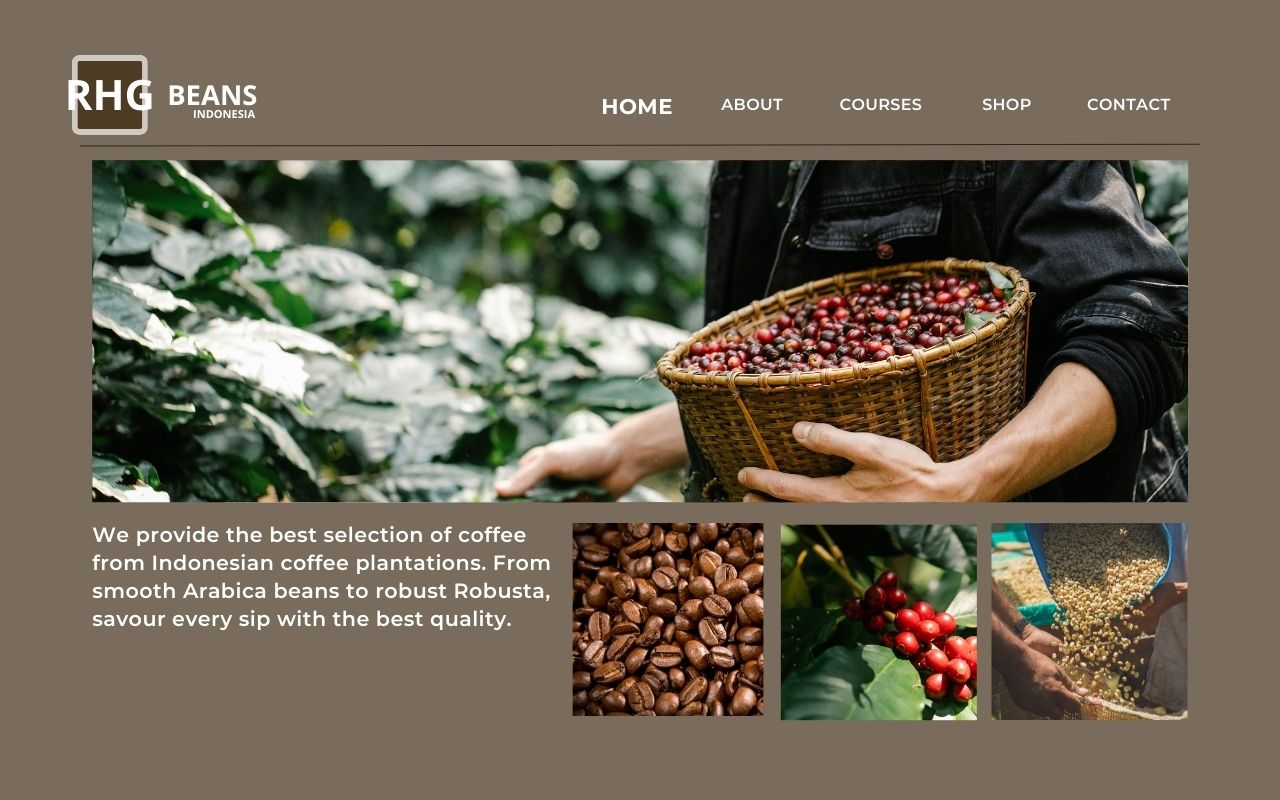 RHG BEANS
INDONESIA
HOME ABOUT COURSES SHOP CONTACT
We provide the best selection of coffee
from Indonesian coffee plantations. From
smooth Arabica beans to robust Robusta,
savour every sip with the best quality.